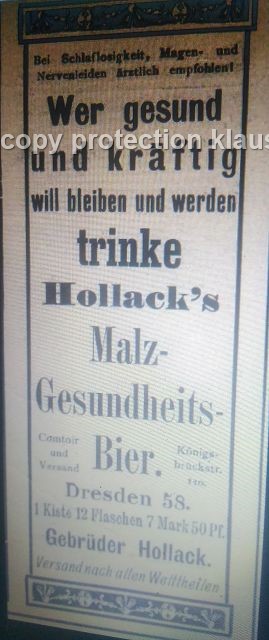 Bei Schlaflosigkeit, Magen- und
Nervenleiden ärztlich empfohlen!
Wer gesund
copy protection klaus
und kräftig
will bleiben und werden
trinke
Hollack's
Malz-
Gesundheits-
Bier.
Comtoir
und
Versand
Königs-
brückstr.
Dresden 58.
1 Kiste 12 Flaschen 7 Mark 50 Pf.
Gebrüder Hollack.
Versand nach allen Welttheilen.